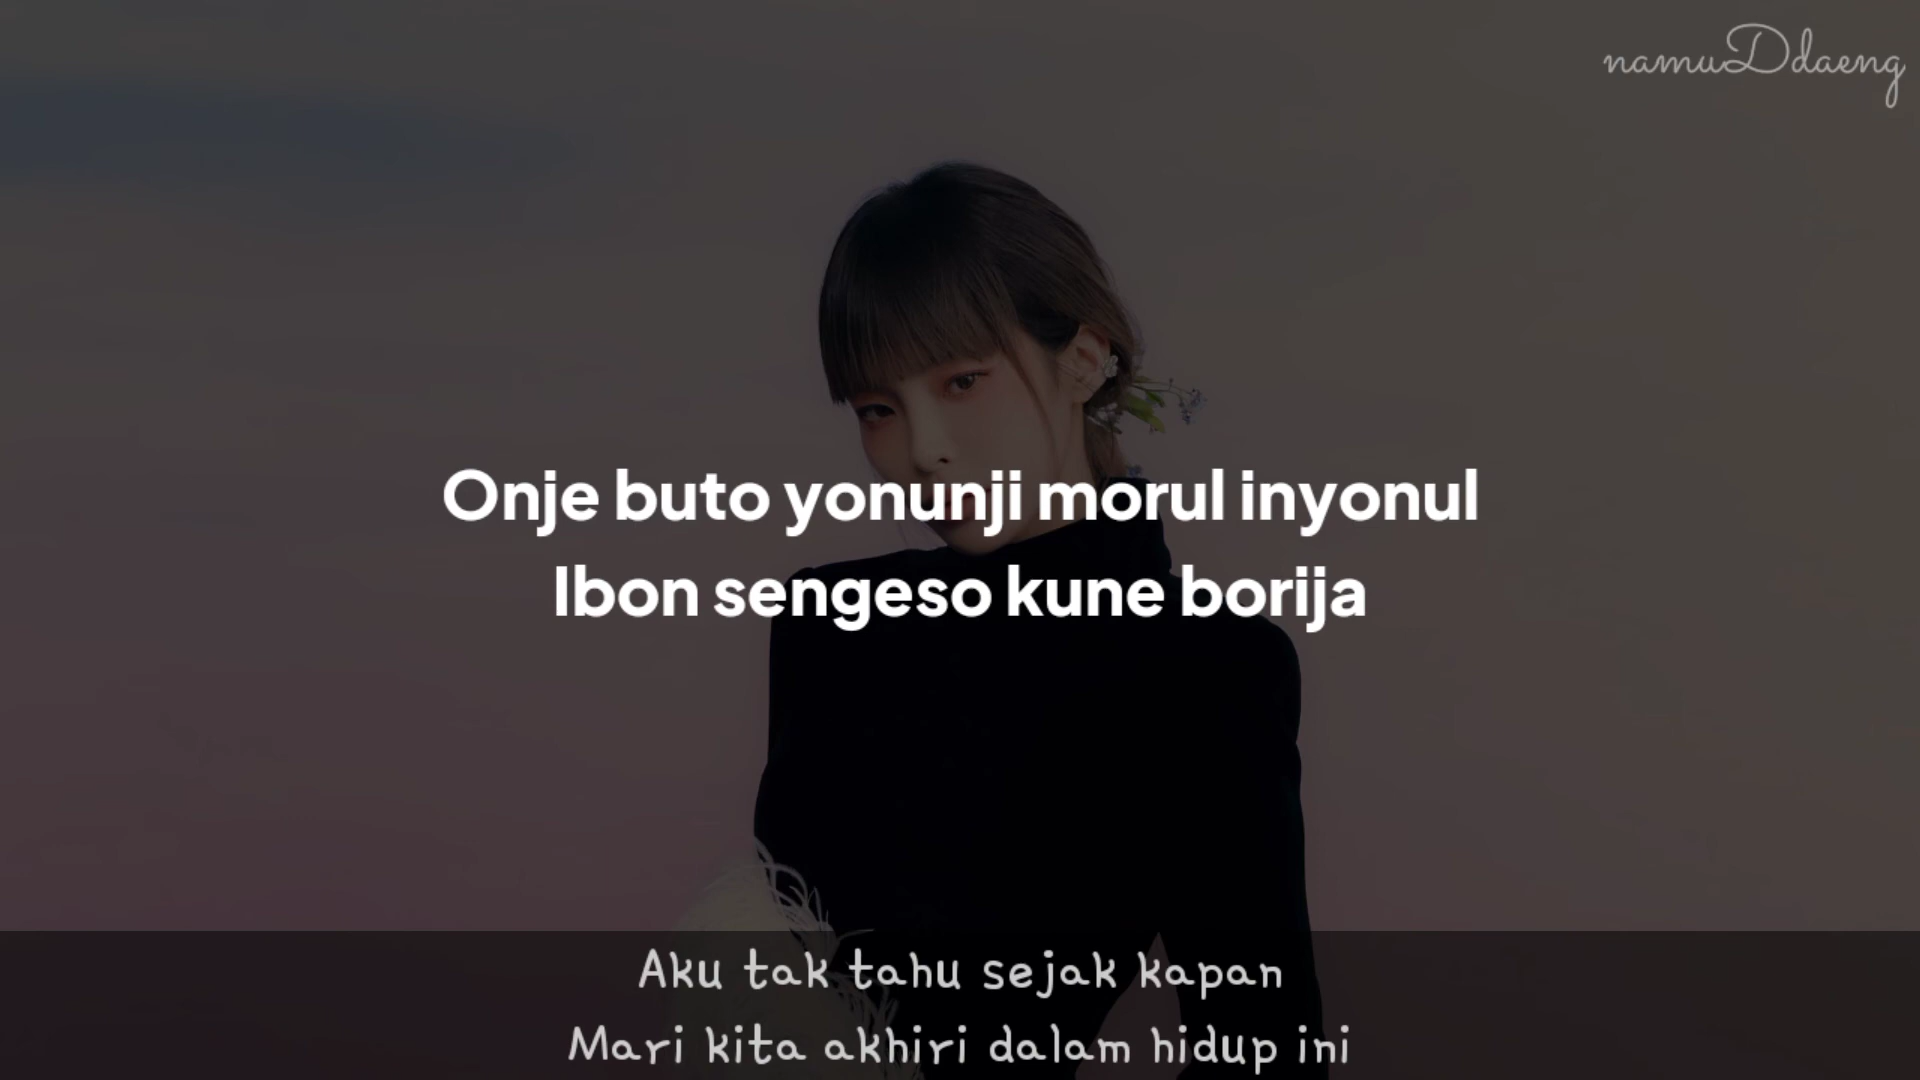 namuDdaeng
Onje buto yonunji morul inyonul
Ibon sengeso kune borija
Aku tak tahu sejak kapan
Mari kita akhiri dalam hidup ini